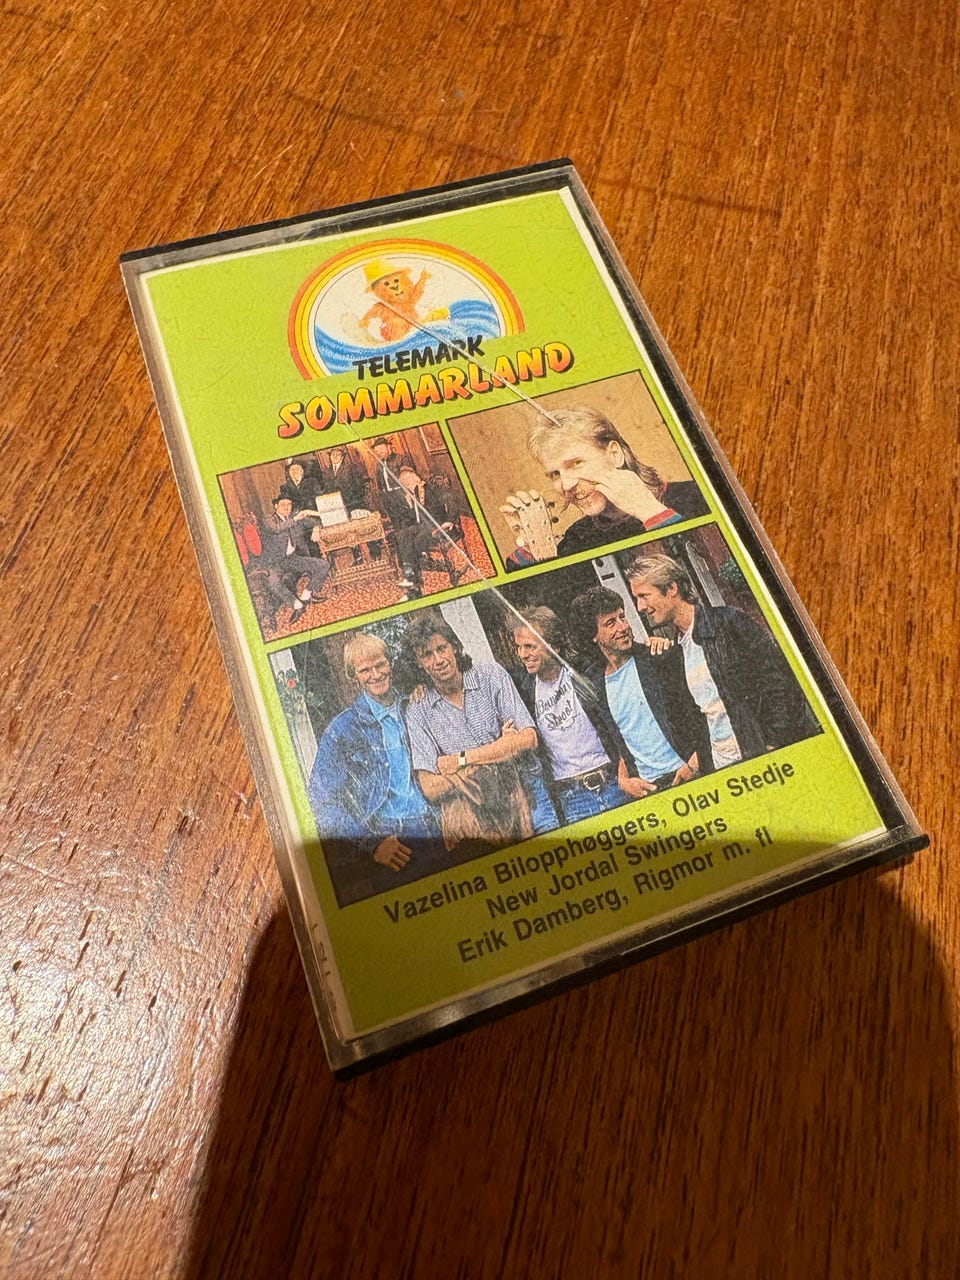 TELEMARK
SOMMARLAND
Vazelina Bilopphøggers, Olav Stedje
New Jordal Swingers
Erik Damberg, Rigmor m. fl